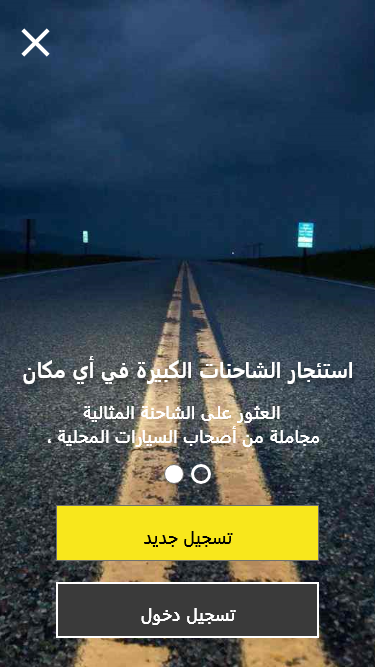 استئجار الشاحنات الكبيرة في أي مكان
العثور على الشاحنة المثالية
مجاملة من أصحاب السيارات المحلية ،
تسجيل جديد
تسجيل دخول